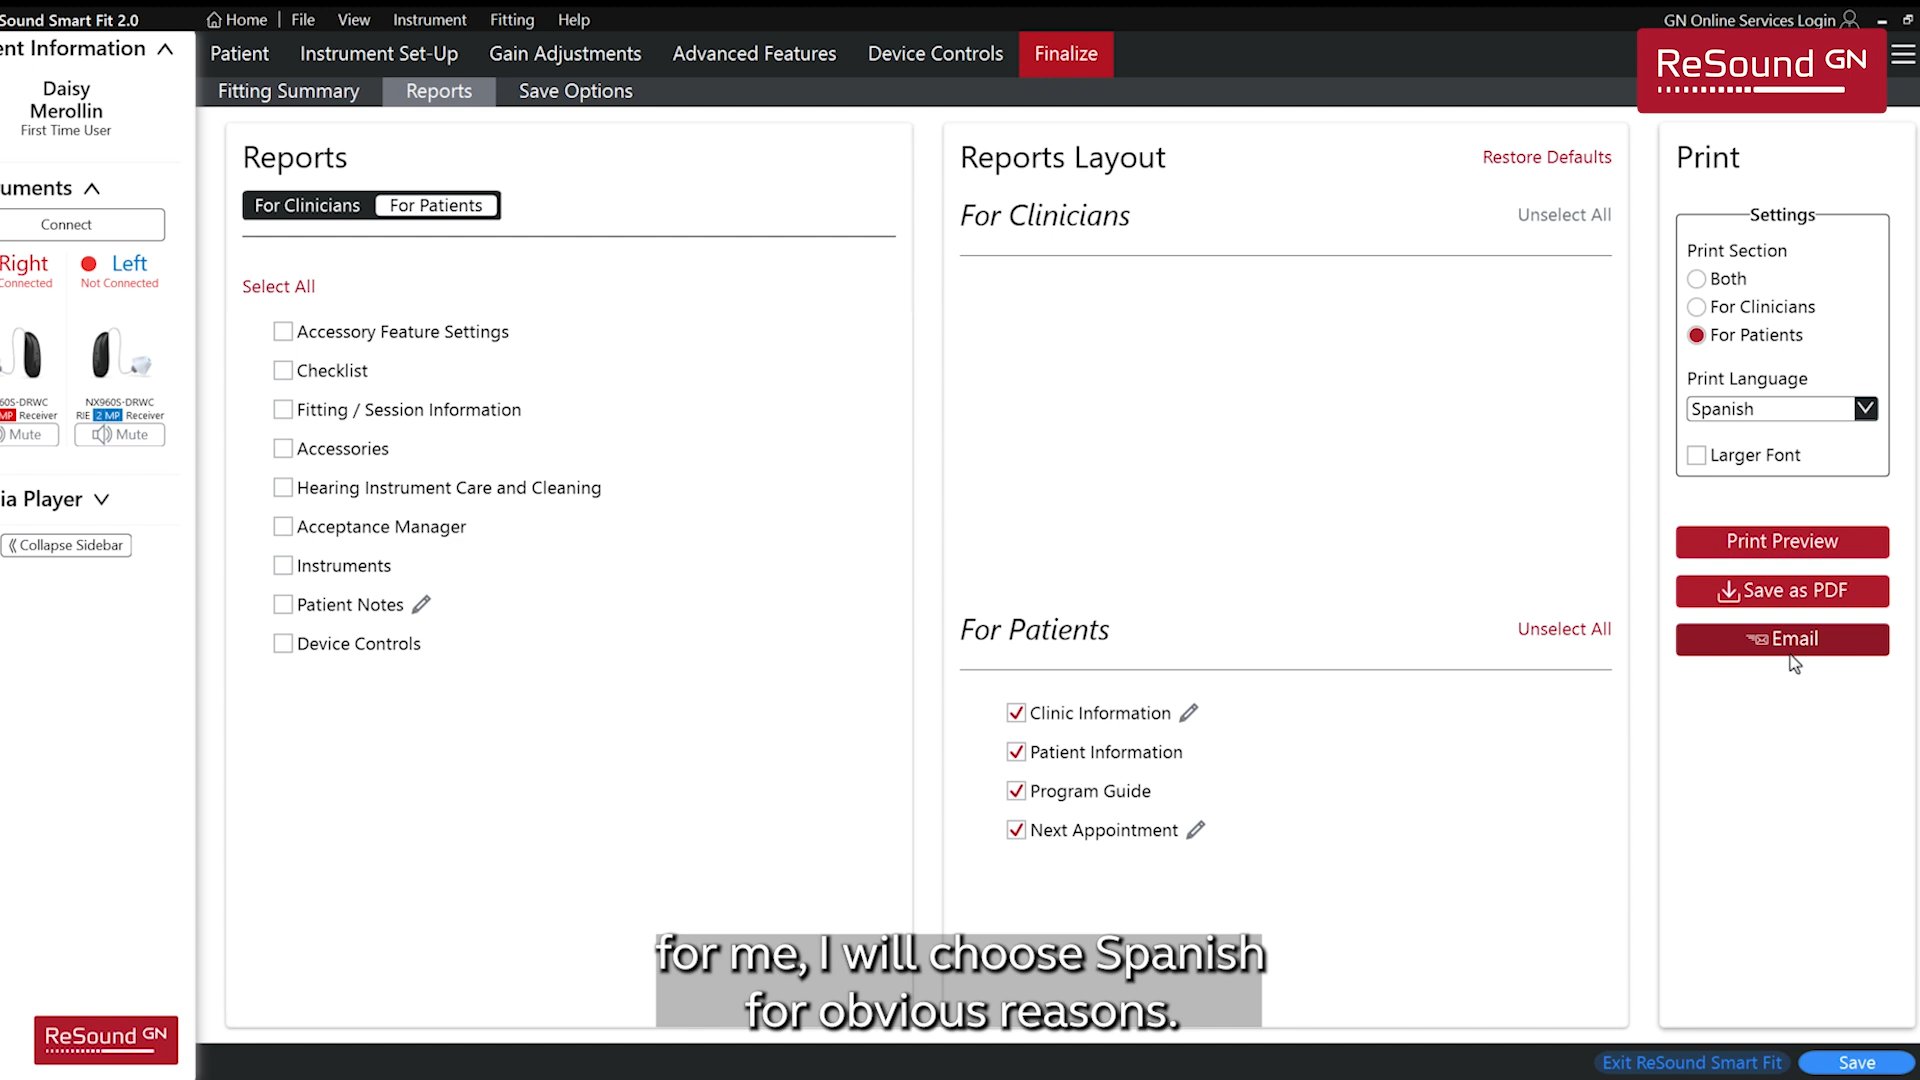 Sound Smart Fit 2.0
Home
File
View
Instrument
Fitting
Help
GN Online Services Login
Patient
Instrument Set-Up
Gain Adjustments
Advanced Features
Device Controls
Finalize
ReSound GN
Fitting Summary
Reports
Save Options
ent Information
Daisy
Merollin
First Time User
uments
Connect
Right
Left
Connected
Not Connected
60S-DRWC
NX960S-DRWC
MP Receiver
RIE 2 MP Receiver
Mute
Mute
ia Player
Collapse Sidebar
ReSound GN
Reports
For Clinicians
For Patients
Select All
Accessory Feature Settings
Checklist
Fitting / Session Information
Accessories
Hearing Instrument Care and Cleaning
Acceptance Manager
Instruments
Patient Notes
Device Controls
Reports Layout
Restore Defaults
For Clinicians
Unselect All
For Patients
Unselect All
Clinic Information
Patient Information
Program Guide
Next Appointment
Print
Settings
Print Section
Both
For Clinicians
For Patients
Print Language
Spanish
Larger Font
Print Preview
Save as PDF
Email
for me, I will choose Spanish
for obvious reasons.
Exit ReSound Smart Fit
Save